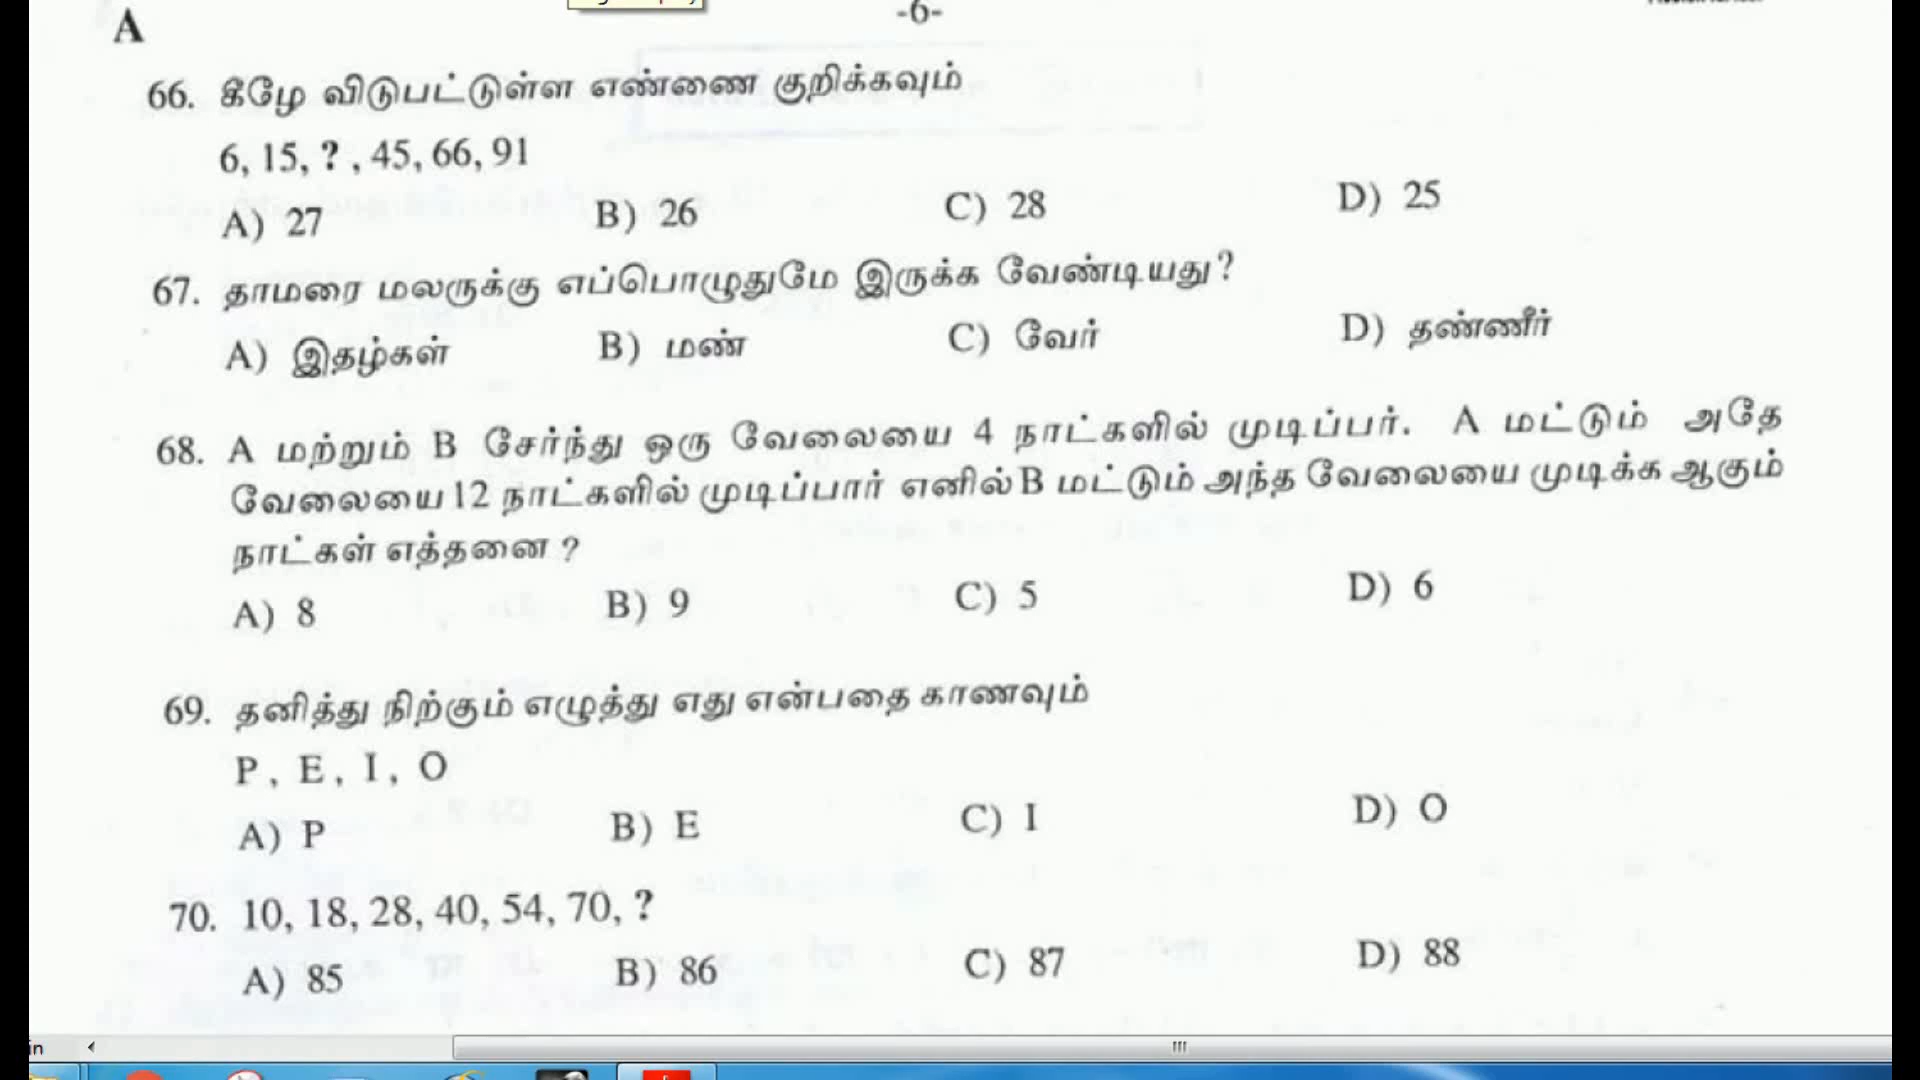 -6-
A
66. கீழே விடுபட்டுள்ள எண்ணை குறிக்கவும்
6, 15, ? , 45, 66, 91
A) 27 B) 26 C) 28 D) 25
67. தாமரை மலருக்கு எப்பொழுதுமே இருக்க வேண்டியது?
A) இதழ்கள் B) மண் C) வேர் D) தண்ணீர்
68. A மற்றும் B சேர்ந்து ஒரு வேலையை 4 நாட்களில் முடிப்பர். A மட்டும் அதே
வேலையை 12 நாட்களில் முடிப்பார் எனில் B மட்டும் அந்த வேலையை முடிக்க ஆகும்
நாட்கள் எத்தனை ?
A) 8 B) 9 C) 5 D) 6
69. தனித்து நிற்கும் எழுத்து எது என்பதை காணவும்
P , E , I , O
A) P B) E C) I D) O
70. 10, 18, 28, 40, 54, 70, ?
A) 85 B) 86 C) 87 D) 88
in